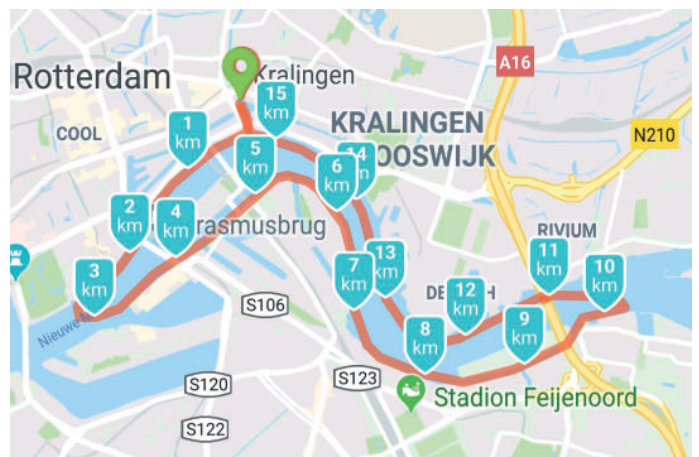 Rotterdam
Kralingen
A16
COOL
1
km
15
km
KRALINGEN
N210
5
km
6
km
14
2
km
4
km
rasmusbrug
RIVIUM
3
km
7
km
13
km
11
km
10
km
DE
12
km
S106
Nieuwe
8
km
9
km
S120
S123
Stadion Feijenoord
S122